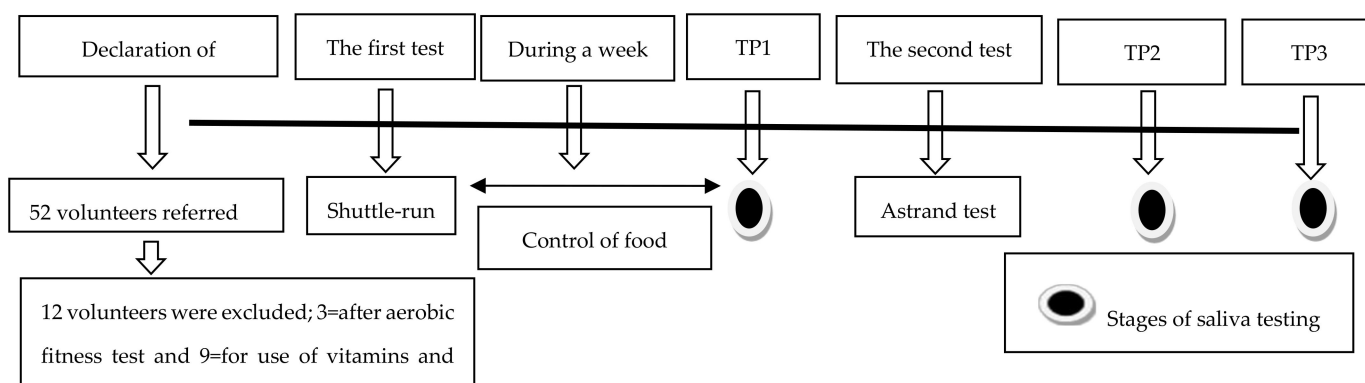 Declaration of
The first test
During a week
TP1
The second test
TP2
TP3
52 volunteers referred
Shuttle-run
Control of food
Astrand test
12 volunteers were excluded; 3=after aerobic
fitness test and 9=for use of vitamins and
Stages of saliva testing